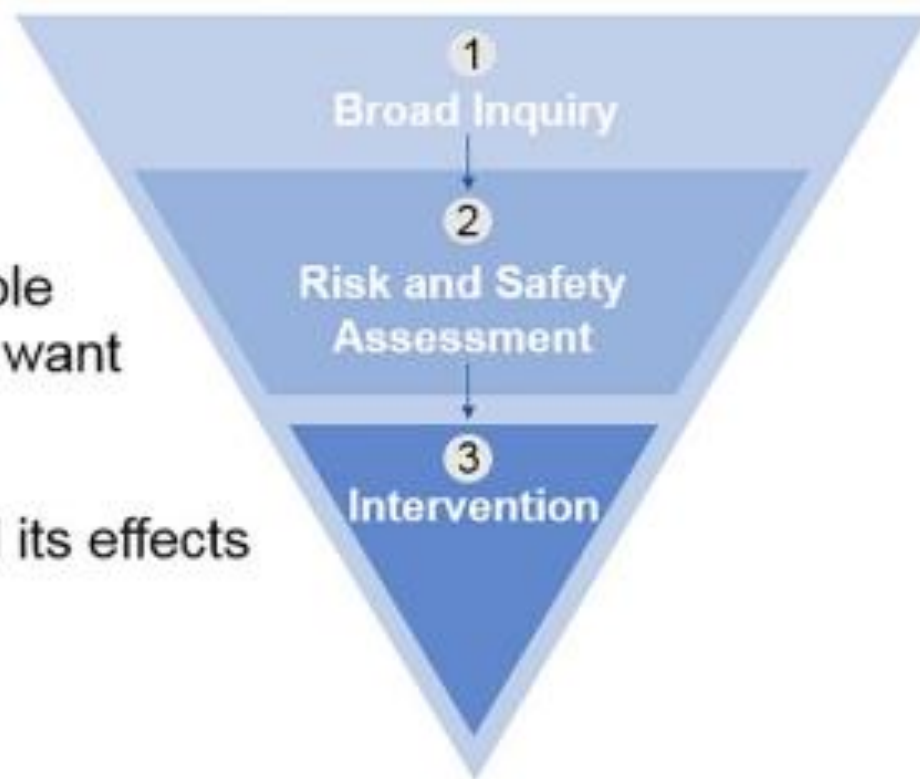 1
Broad Inquiry
2
Risk and Safety
Assessment
want
3
Intervention
its effects